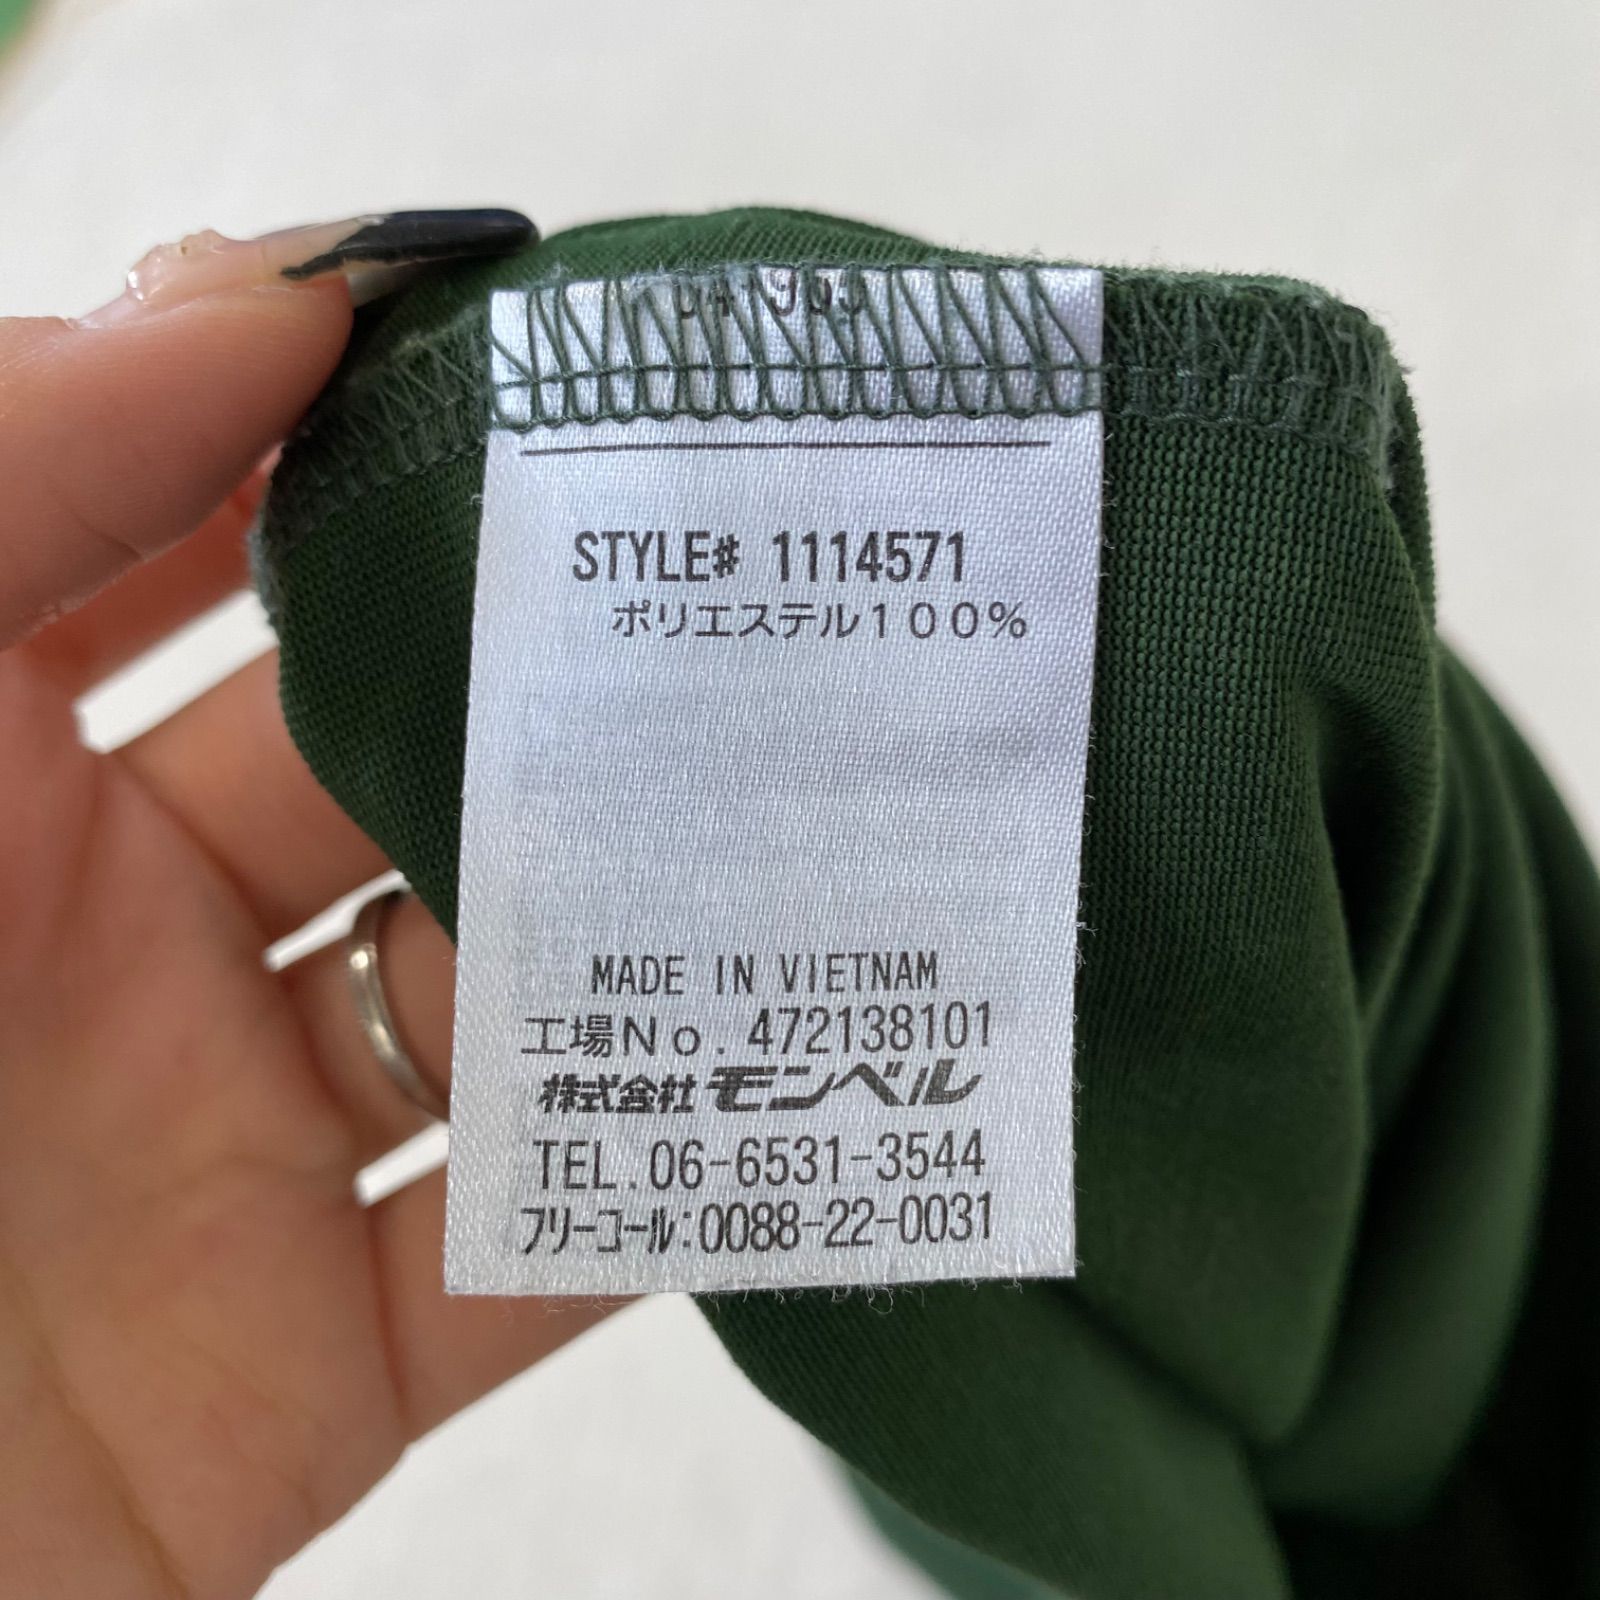 STYLE# 1114571
ポリエステル100%
MADE IN VIETNAM
工場No. 472138101
株式会社モンベル
TEL.06-6531-3544
フリーコール:0088-22-0031